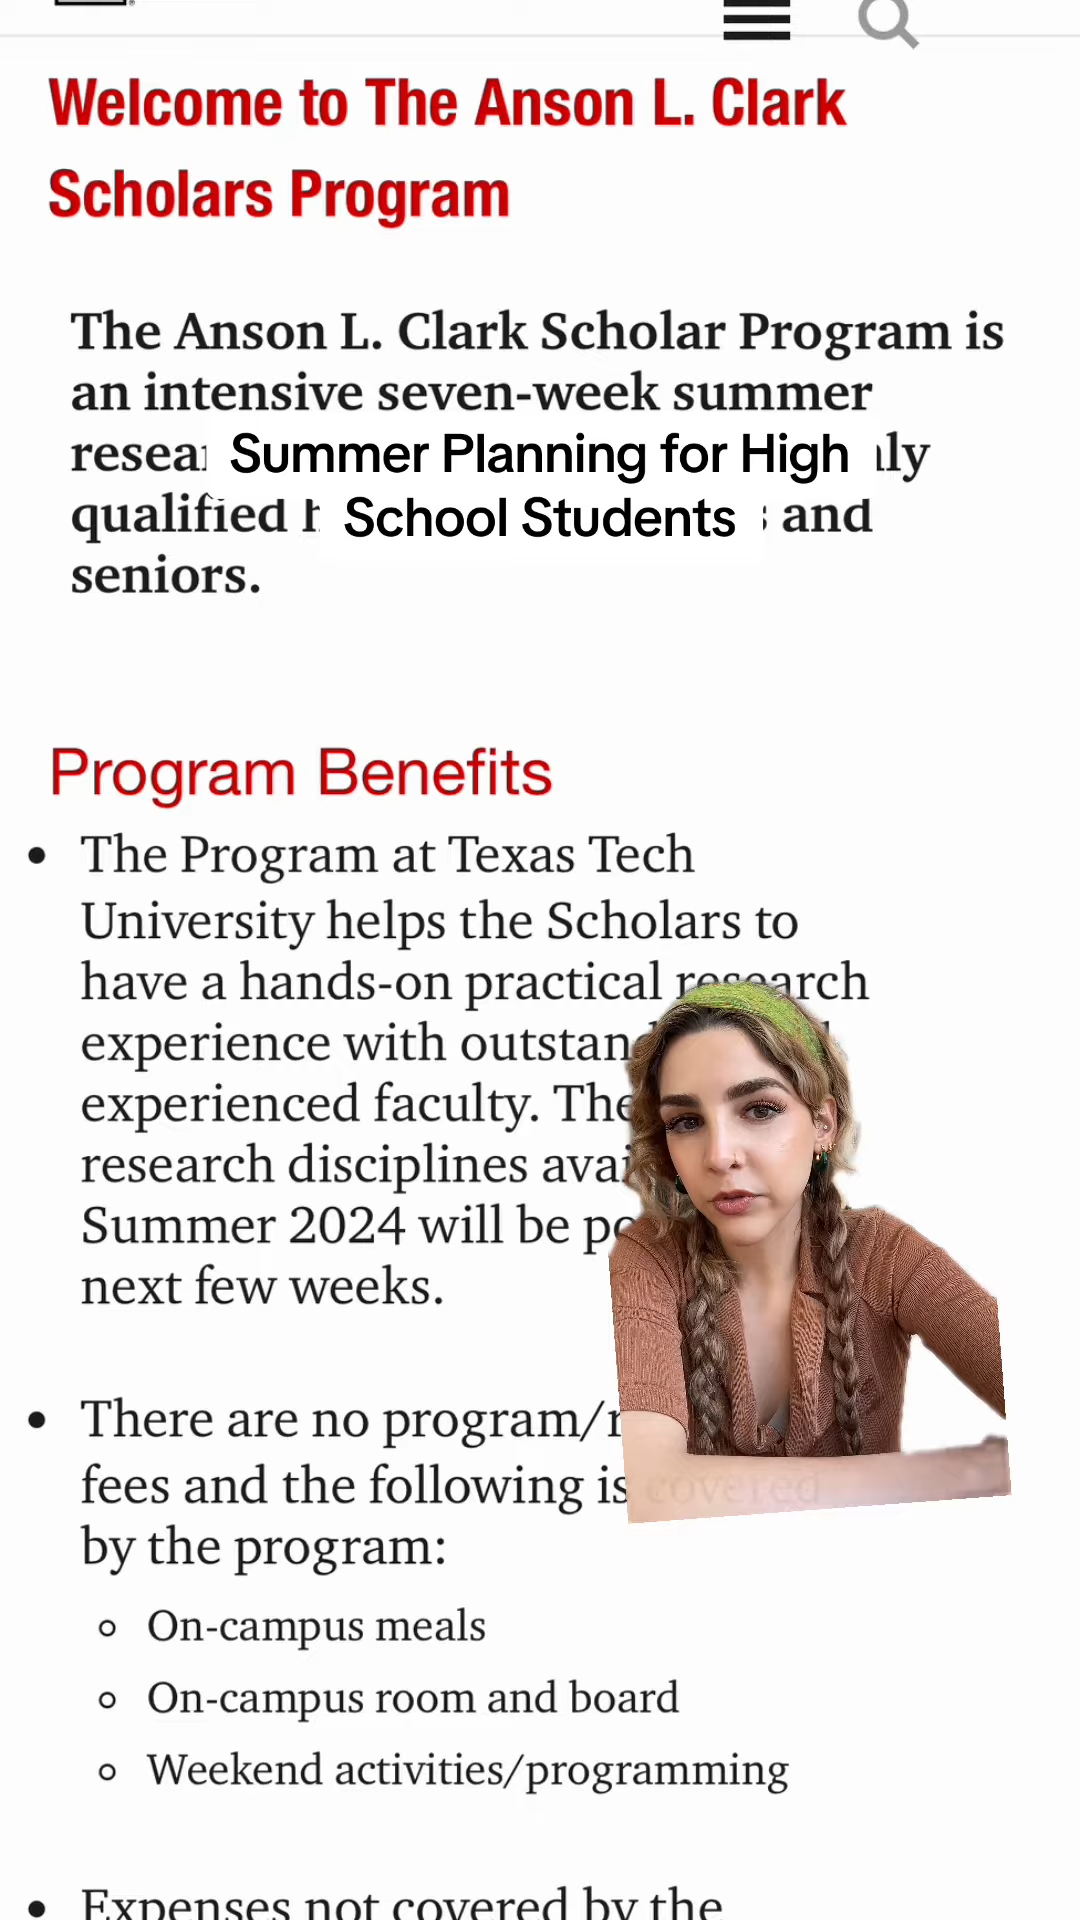 Welcome to The Anson L. Clark
Scholars Program
The Anson L. Clark Scholar Program is
an intensive seven-week summer
Summer Planning for High
qualified
School Students
and
seniors.
Program Benefits
• The Program at Texas Tech
University helps the Scholars to
have a hands-on practical research
experience with
experienced faculty. The
research disciplines
Summer 2024 will be
next few weeks.
• There are no
fees and the following is covered
by the program:
On-campus meals
On-campus room and board
Weekend activities/programming
• Expenses not covered by the